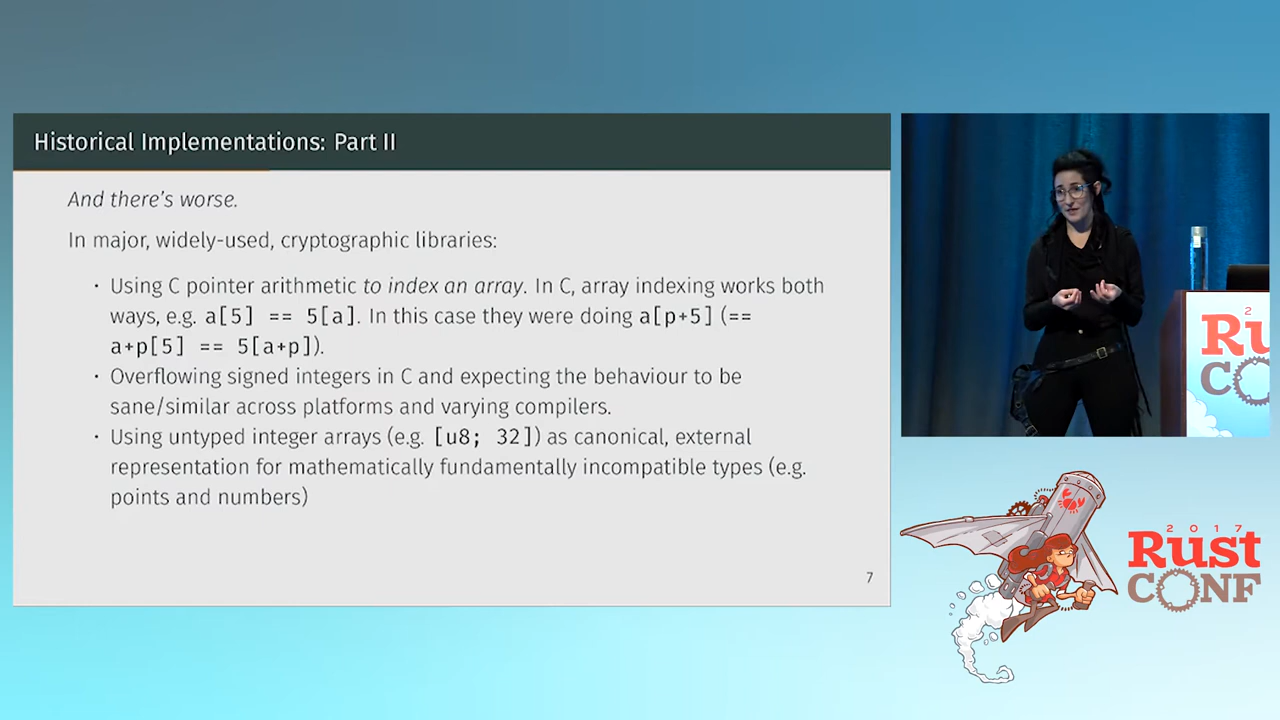 Historical Implementations: Part II
And there's worse.
In major, widely-used, cryptographic libraries:
· Using C pointer arithmetic to index an array. In C, array indexing works both
ways, e.g. a[5] == 5[a]. In this case they were doing a[p+5] (==
a+p[5] == 5[a+p]).
· Overflowing signed integers in C and expecting the behaviour to be
sane/similar across platforms and varying compilers.
· Using untyped integer arrays (e.g. [u8; 32]) as canonical, external
representation for mathematically fundamentally incompatible types (e.g.
points and numbers)
7
2
Ru
CO
2017
Rust
CONF